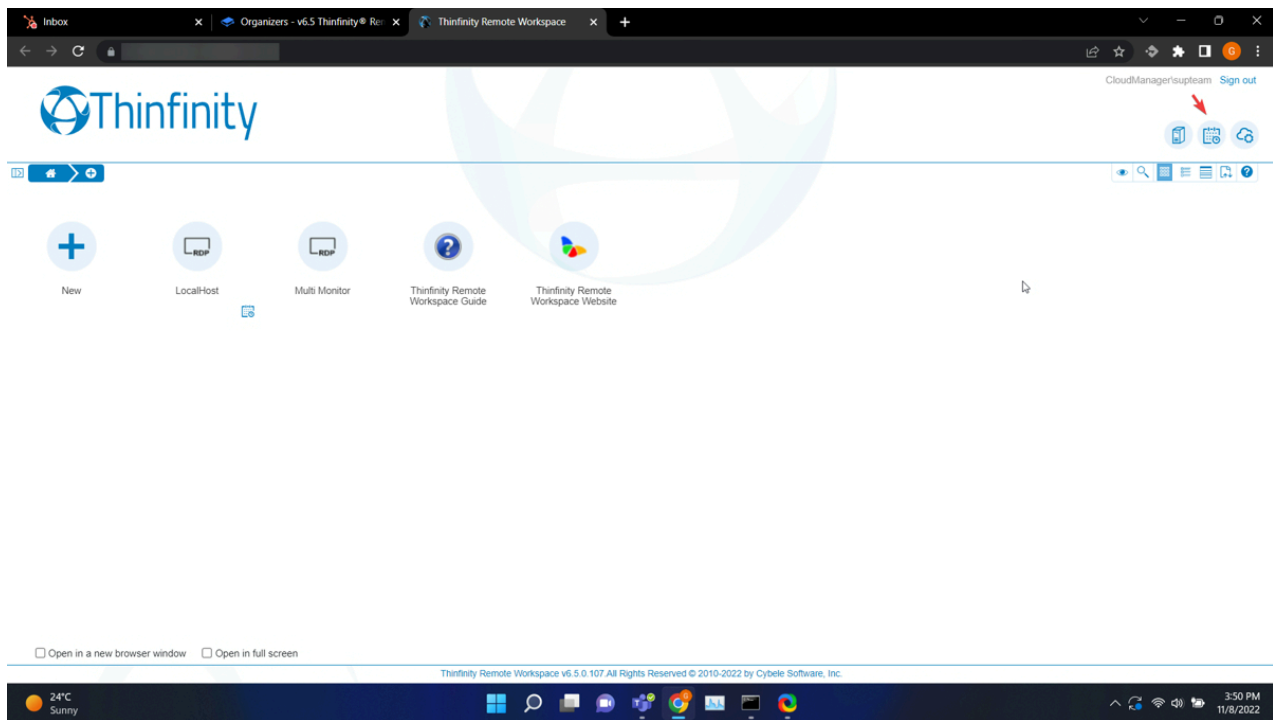 Inbox
Organizers - v6.5 Thinfinity® Re
Thinfinity Remote Workspace
G
CloudManager\supteam Sign out
Thinfinity
RDP
RDP
New
LocalHost
Multi Monitor
Thinfinity Remote
Workspace Guide
Thinfinity Remote
Workspace Website
Open in a new browser window
Open in full screen
Thinfinity Remote Workspace v6.5.0.107.All Rights Reserved © 2010-2022 by Cybele Software, Inc.
24°C
Sunny
3:50 PM
11/8/2022